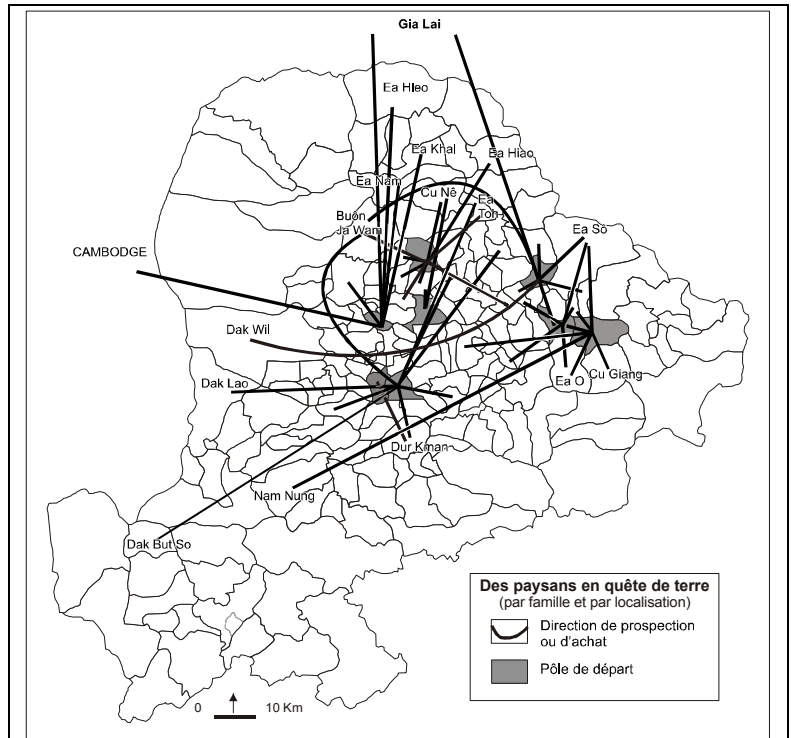 Gia Lai
Ea Hleo
Ea Khal
Ea Hiao
Ea Nam
Cu Nê
Ea
Toh
Buôn
Ja Wam
Ea Sô
CAMBODGE
Dak Wil
Dak Lao
Ea O
Cu Giang
Dur Kman
Nam Nung
Dak But So
Des paysans en quête de terre
(par famille et par localisation)
Direction de prospection
ou d'achat
Pôle de départ
0 10 Km